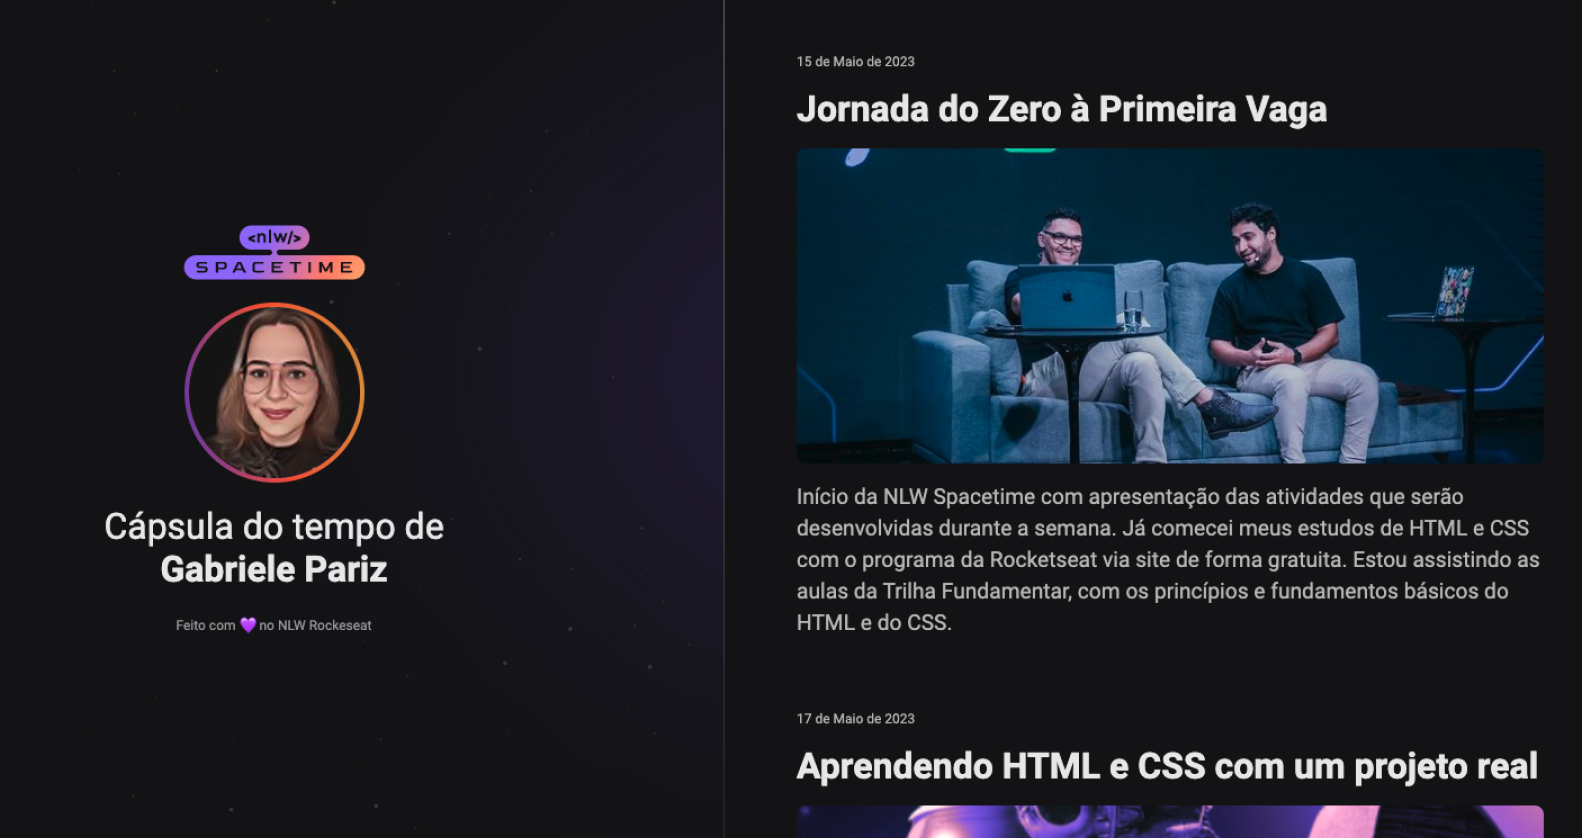 <nlw/>
SPACETIME
Cápsula do tempo de
Gabriele Pariz
Feito com 💜 no NLW Rockeseat
15 de Maio de 2023
Jornada do Zero à Primeira Vaga
Início da NLW Spacetime com apresentação das atividades que serão
desenvolvidas durante a semana. Já comecei meus estudos de HTML e CSS
com o programa da Rocketseat via site de forma gratuita. Estou assistindo as
aulas da Trilha Fundamentar, com os princípios e fundamentos básicos do
HTML e do CSS.
17 de Maio de 2023
Aprendendo HTML e CSS com um projeto real